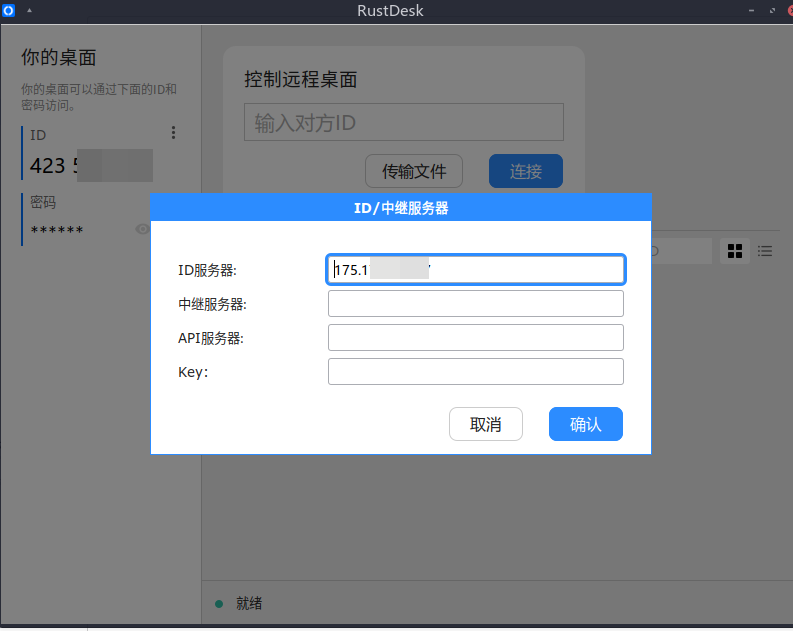 RustDesk
你的桌面
你的桌面可以通过下面的ID和
密码访问。
ID
423
密码
******
控制远程桌面
输入对方ID
传输文件
连接
ID/中继服务器
ID服务器:
175.1
中继服务器:
API服务器:
Key:
取消
确认
就绪